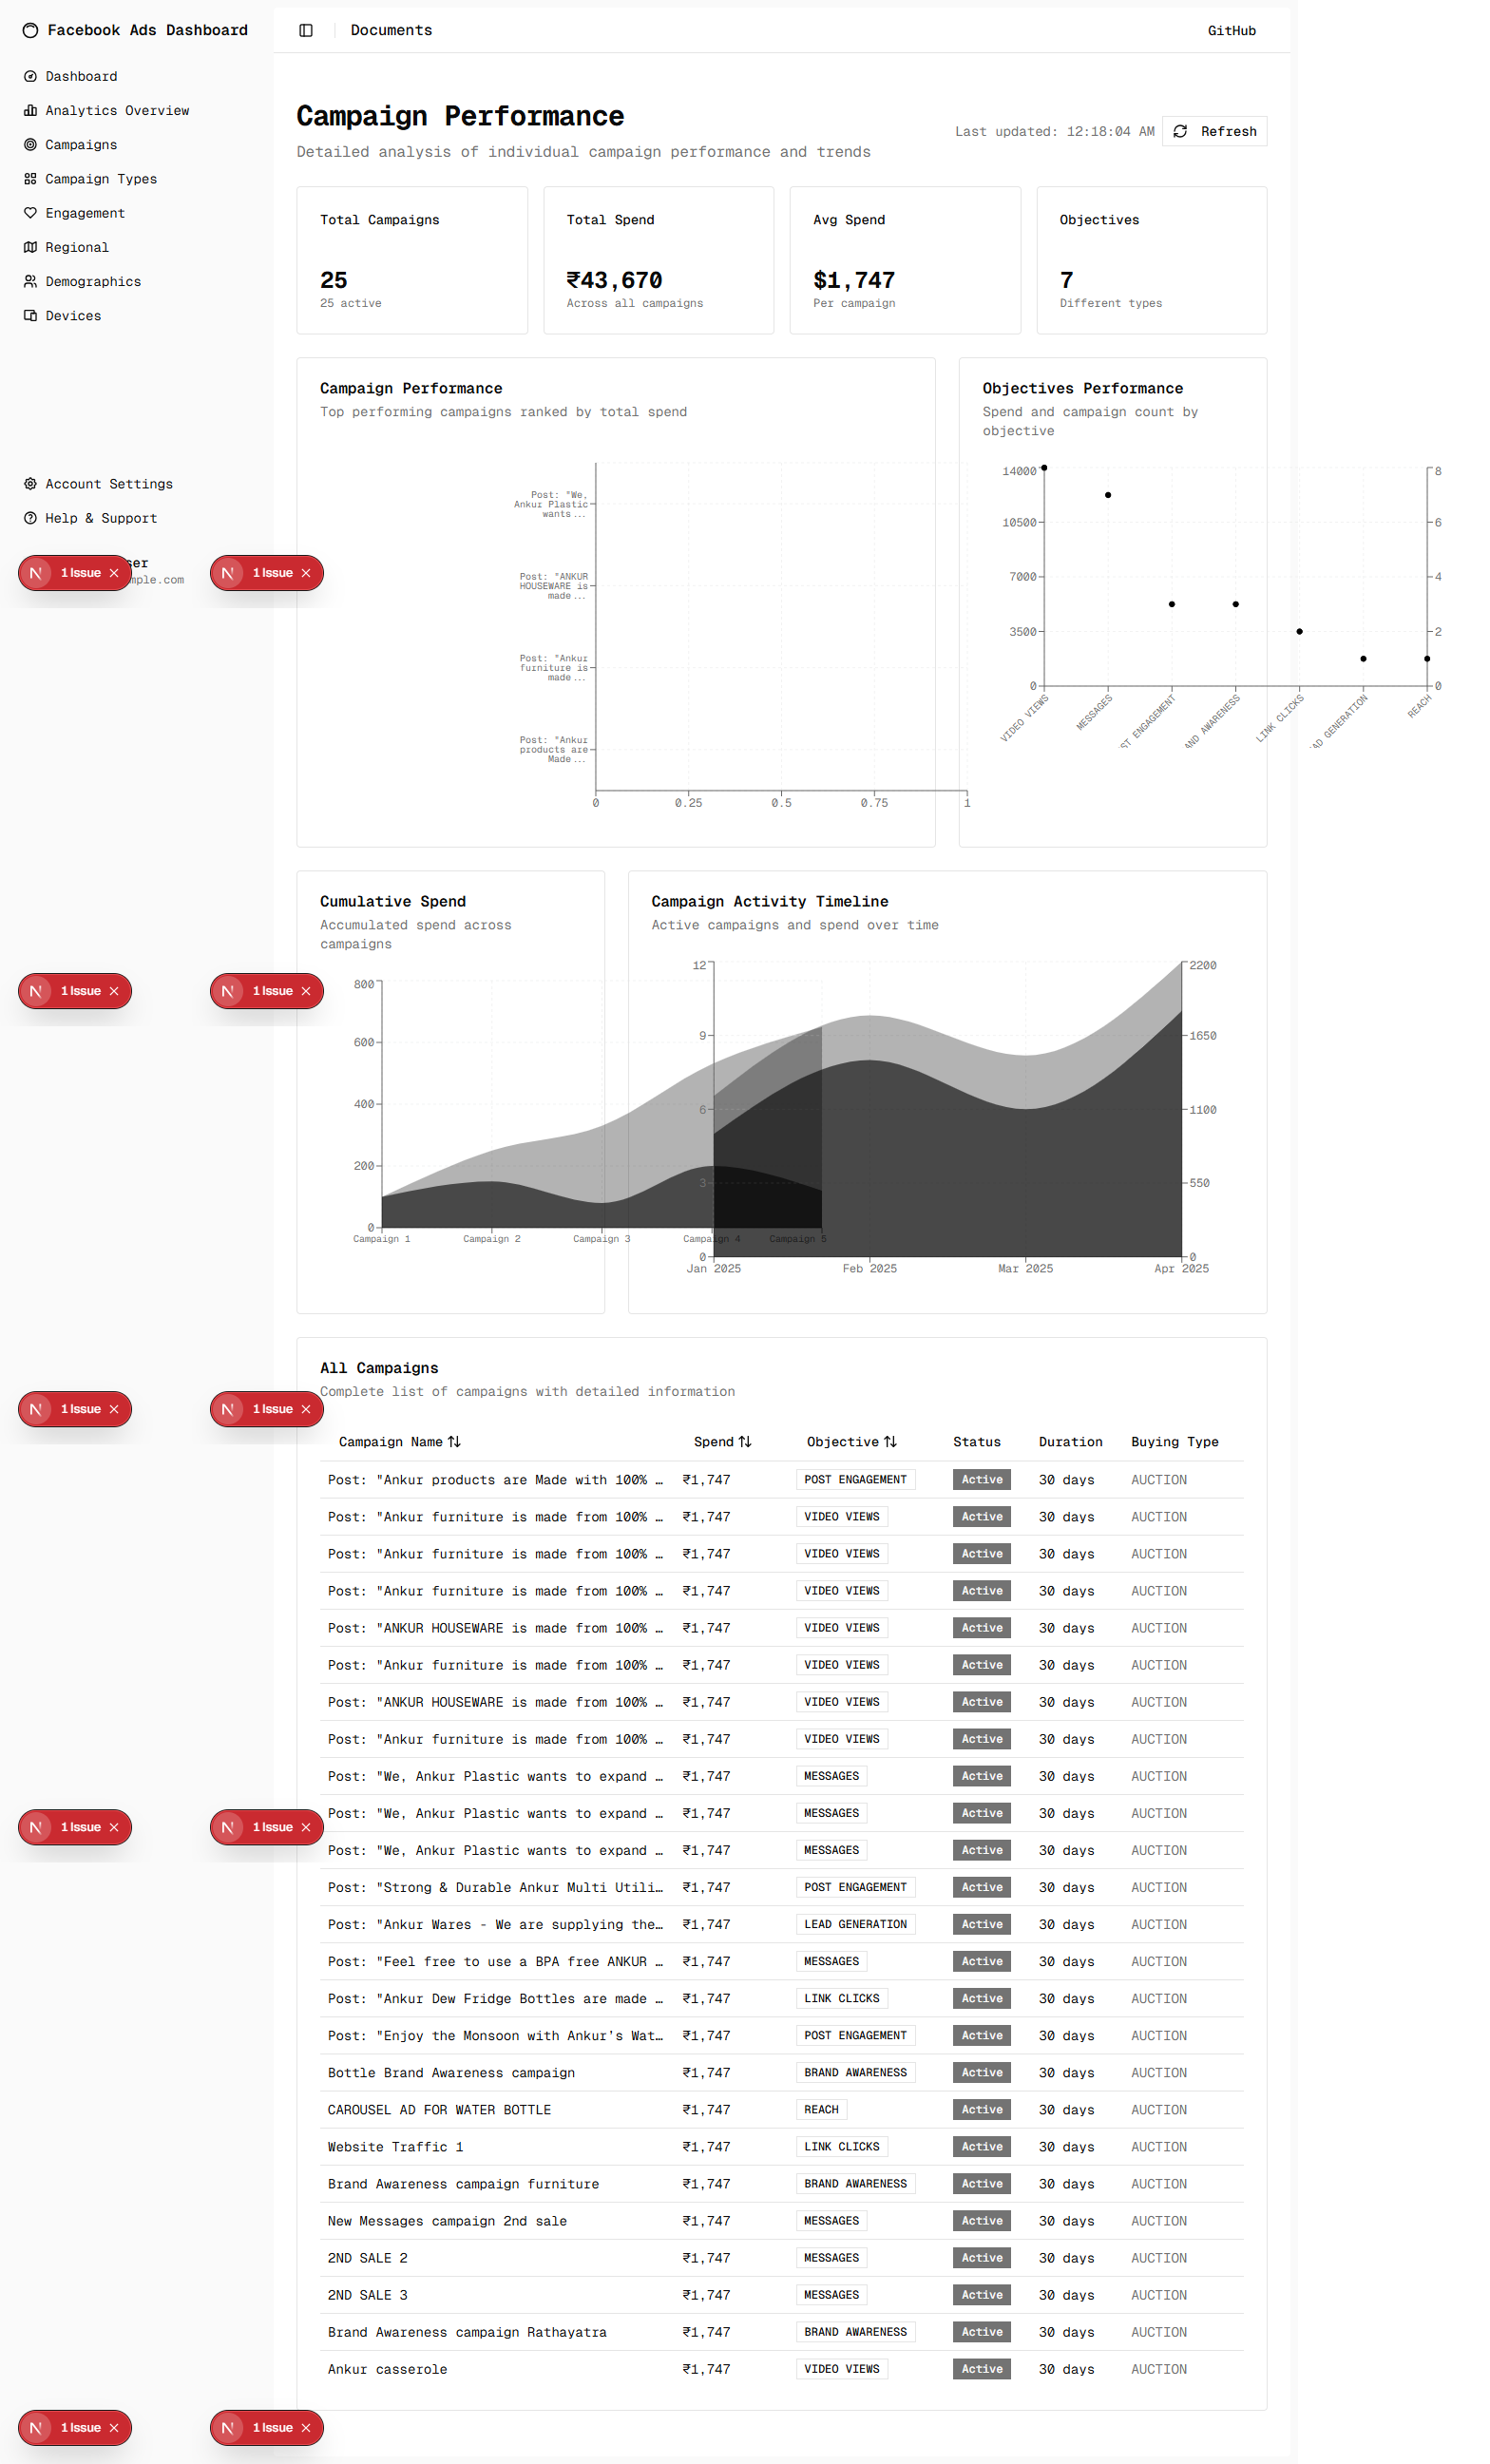 Facebook Ads Dashboard
Dashboard
Analytics Overview
Campaigns
Campaign Types
Engagement
Regional
Demographics
Devices
Account Settings
Help & Support
ser
mple.com
1 Issue
1 Issue
1 Issue
1 Issue
1 Issue
1 Issue
1 Issue
1 Issue
1 Issue
1 Issue
Documents
GitHub
Campaign Performance
Detailed analysis of individual campaign performance and trends
Last updated: 12:18:04 AM
Refresh
Total Campaigns
25
25 active
Total Spend
₹43,670
Across all campaigns
Avg Spend
$1,747
Per campaign
Objectives
7
Different types
Campaign Performance
Top performing campaigns ranked by total spend
Post: "We,
Ankur Plastic
wants...
Post: "ANKUR
HOUSEWARE is
made...
Post: "Ankur
furniture is
made...
Post: "Ankur
products are
Made...
0 0.25 0.5 0.75 1
Objectives Performance
Spend and campaign count by
objective
14000
10500
7000
3500
0
8
6
4
2
0
VIDEO VIEWS
MESSAGES
ST ENGAGEMENT
AND AWARENESS
LINK CLICKS
AD GENERATION
REACH
Cumulative Spend
Accumulated spend across
campaigns
800
600
400
200
0
Campaign 1 Campaign 2 Campaign 3 Campaign 4 Campaign 5
Campaign Activity Timeline
Active campaigns and spend over time
12
9
6
3
0
2200
1650
1100
550
0
Jan 2025 Feb 2025 Mar 2025 Apr 2025
All Campaigns
Complete list of campaigns with detailed information
Campaign Name Spend Objective Status Duration Buying Type
Post: "Ankur products are Made with 100% … ₹1,747 POST ENGAGEMENT Active 30 days AUCTION
Post: "Ankur furniture is made from 100% … ₹1,747 VIDEO VIEWS Active 30 days AUCTION
Post: "Ankur furniture is made from 100% … ₹1,747 VIDEO VIEWS Active 30 days AUCTION
Post: "Ankur furniture is made from 100% … ₹1,747 VIDEO VIEWS Active 30 days AUCTION
Post: "ANKUR HOUSEWARE is made from 100% … ₹1,747 VIDEO VIEWS Active 30 days AUCTION
Post: "Ankur furniture is made from 100% … ₹1,747 VIDEO VIEWS Active 30 days AUCTION
Post: "ANKUR HOUSEWARE is made from 100% … ₹1,747 VIDEO VIEWS Active 30 days AUCTION
Post: "Ankur furniture is made from 100% … ₹1,747 VIDEO VIEWS Active 30 days AUCTION
Post: "We, Ankur Plastic wants to expand … ₹1,747 MESSAGES Active 30 days AUCTION
Post: "We, Ankur Plastic wants to expand … ₹1,747 MESSAGES Active 30 days AUCTION
Post: "We, Ankur Plastic wants to expand … ₹1,747 MESSAGES Active 30 days AUCTION
Post: "Strong & Durable Ankur Multi Utili… ₹1,747 POST ENGAGEMENT Active 30 days AUCTION
Post: "Ankur Wares - We are supplying the… ₹1,747 LEAD GENERATION Active 30 days AUCTION
Post: "Feel free to use a BPA free ANKUR … ₹1,747 MESSAGES Active 30 days AUCTION
Post: "Ankur Dew Fridge Bottles are made … ₹1,747 LINK CLICKS Active 30 days AUCTION
Post: "Enjoy the Monsoon with Ankur's Wat… ₹1,747 POST ENGAGEMENT Active 30 days AUCTION
Bottle Brand Awareness campaign ₹1,747 BRAND AWARENESS Active 30 days AUCTION
CAROUSEL AD FOR WATER BOTTLE ₹1,747 REACH Active 30 days AUCTION
Website Traffic 1 ₹1,747 LINK CLICKS Active 30 days AUCTION
Brand Awareness campaign furniture ₹1,747 BRAND AWARENESS Active 30 days AUCTION
New Messages campaign 2nd sale ₹1,747 MESSAGES Active 30 days AUCTION
2ND SALE 2 ₹1,747 MESSAGES Active 30 days AUCTION
2ND SALE 3 ₹1,747 MESSAGES Active 30 days AUCTION
Brand Awareness campaign Rathayatra ₹1,747 BRAND AWARENESS Active 30 days AUCTION
Ankur casserole ₹1,747 VIDEO VIEWS Active 30 days AUCTION